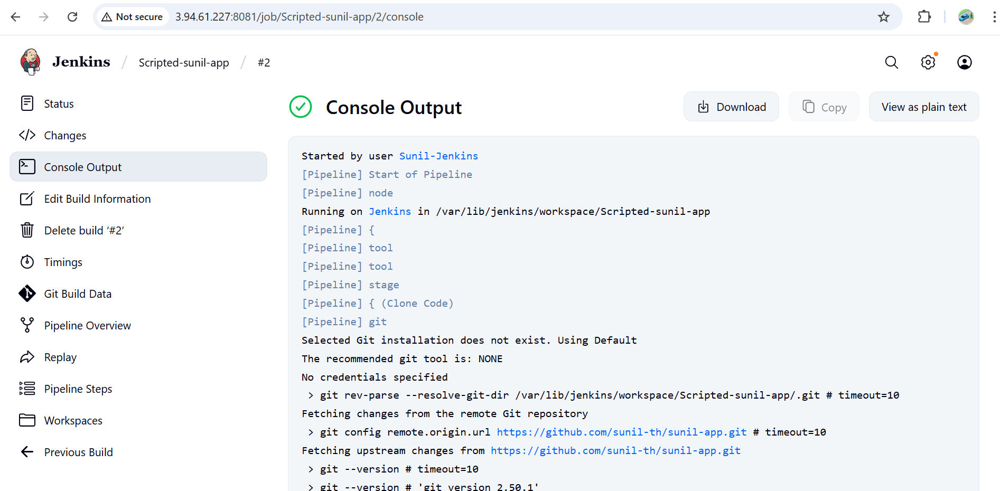 Not secure 3.94.61.227:8081/job/Scripted-sunil-app/2/console
Jenkins / Scripted-sunil-app / #2
Status
Changes
Console Output
Edit Build Information
Delete build ‘#2’
Timings
Git Build Data
Pipeline Overview
Replay
Pipeline Steps
Workspaces
Previous Build
Console Output
Download
Copy
View as plain text
Started by user Sunil-Jenkins
[Pipeline] Start of Pipeline
[Pipeline] node
Running on Jenkins in /var/lib/jenkins/workspace/Scripted-sunil-app
[Pipeline] {
[Pipeline] tool
[Pipeline] tool
[Pipeline] stage
[Pipeline] { (Clone Code)
[Pipeline] git
Selected Git installation does not exist. Using Default
The recommended git tool is: NONE
No credentials specified
> git rev-parse --resolve-git-dir /var/lib/jenkins/workspace/Scripted-sunil-app/.git # timeout=10
Fetching changes from the remote Git repository
> git config remote.origin.url https://github.com/sunil-th/sunil-app.git # timeout=10
Fetching upstream changes from https://github.com/sunil-th/sunil-app.git
> git --version # timeout=10
> git --version # 'git version 2.50.1'